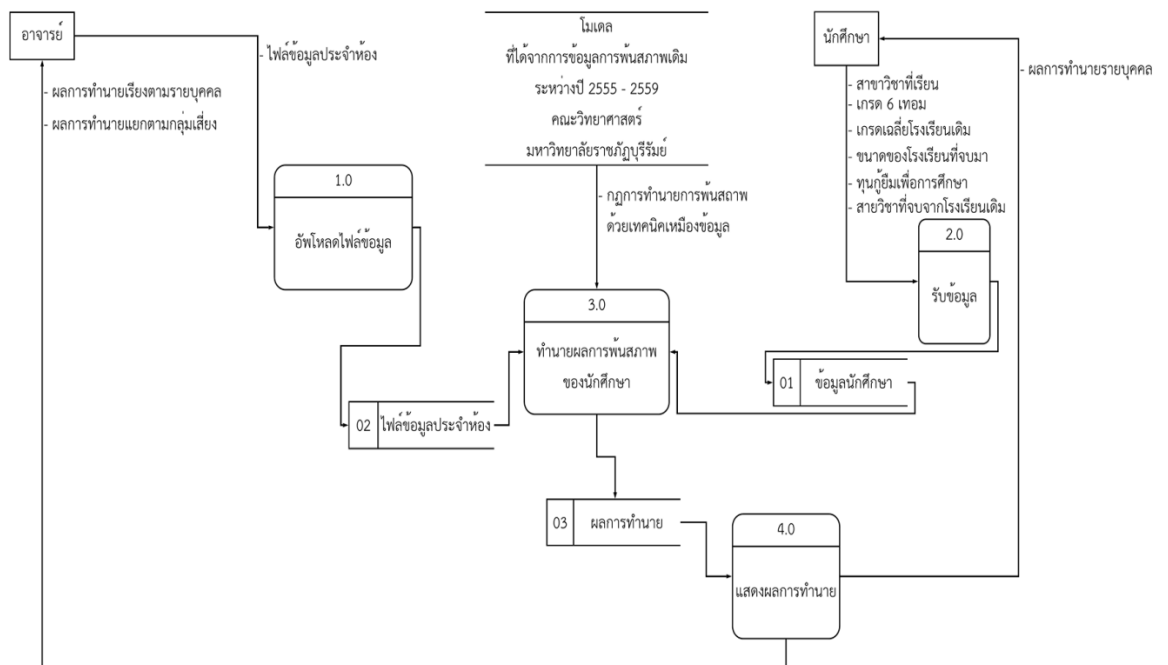 อาจารย์
- ไฟล์ข้อมูลประจำห้อง
- ผลการทำนายเรียงตามรายบุคคล
- ผลการทำนายแยกตามกลุ่มเสี่ยง
โมเดล
ที่ได้จากการข้อมูลการพ้นสภาพเดิม
ระหว่างปี 2555 - 2559
คณะวิทยาศาสตร์
มหาวิทยาลัยราชภัฏบุรีรัมย์
- กฏการทำนายการพ้นสถาพ
ด้วยเทคนิคเหมืองข้อมูล
นักศึกษา
- ผลการทำนายรายบุคคล
- สาขาวิชาที่เรียน
- เกรด 6 เทอม
- เกรดเฉลี่ยโรงเรียนเดิม
- ขนาดของโรงเรียนที่จบมา
- ทุนกู้ยืมเพื่อการศึกษา
- สายวิชาที่จบจากโรงเรียนเดิม
1.0
อัพโหลดไฟล์ข้อมูล
2.0
รับข้อมูล
3.0
ทำนายผลการพ้นสภาพ
ของนักศึกษา
01 ข้อมูลนักศึกษา
02 ไฟล์ข้อมูลประจำห้อง
03 ผลการทำนาย
4.0
แสดงผลการทำนาย